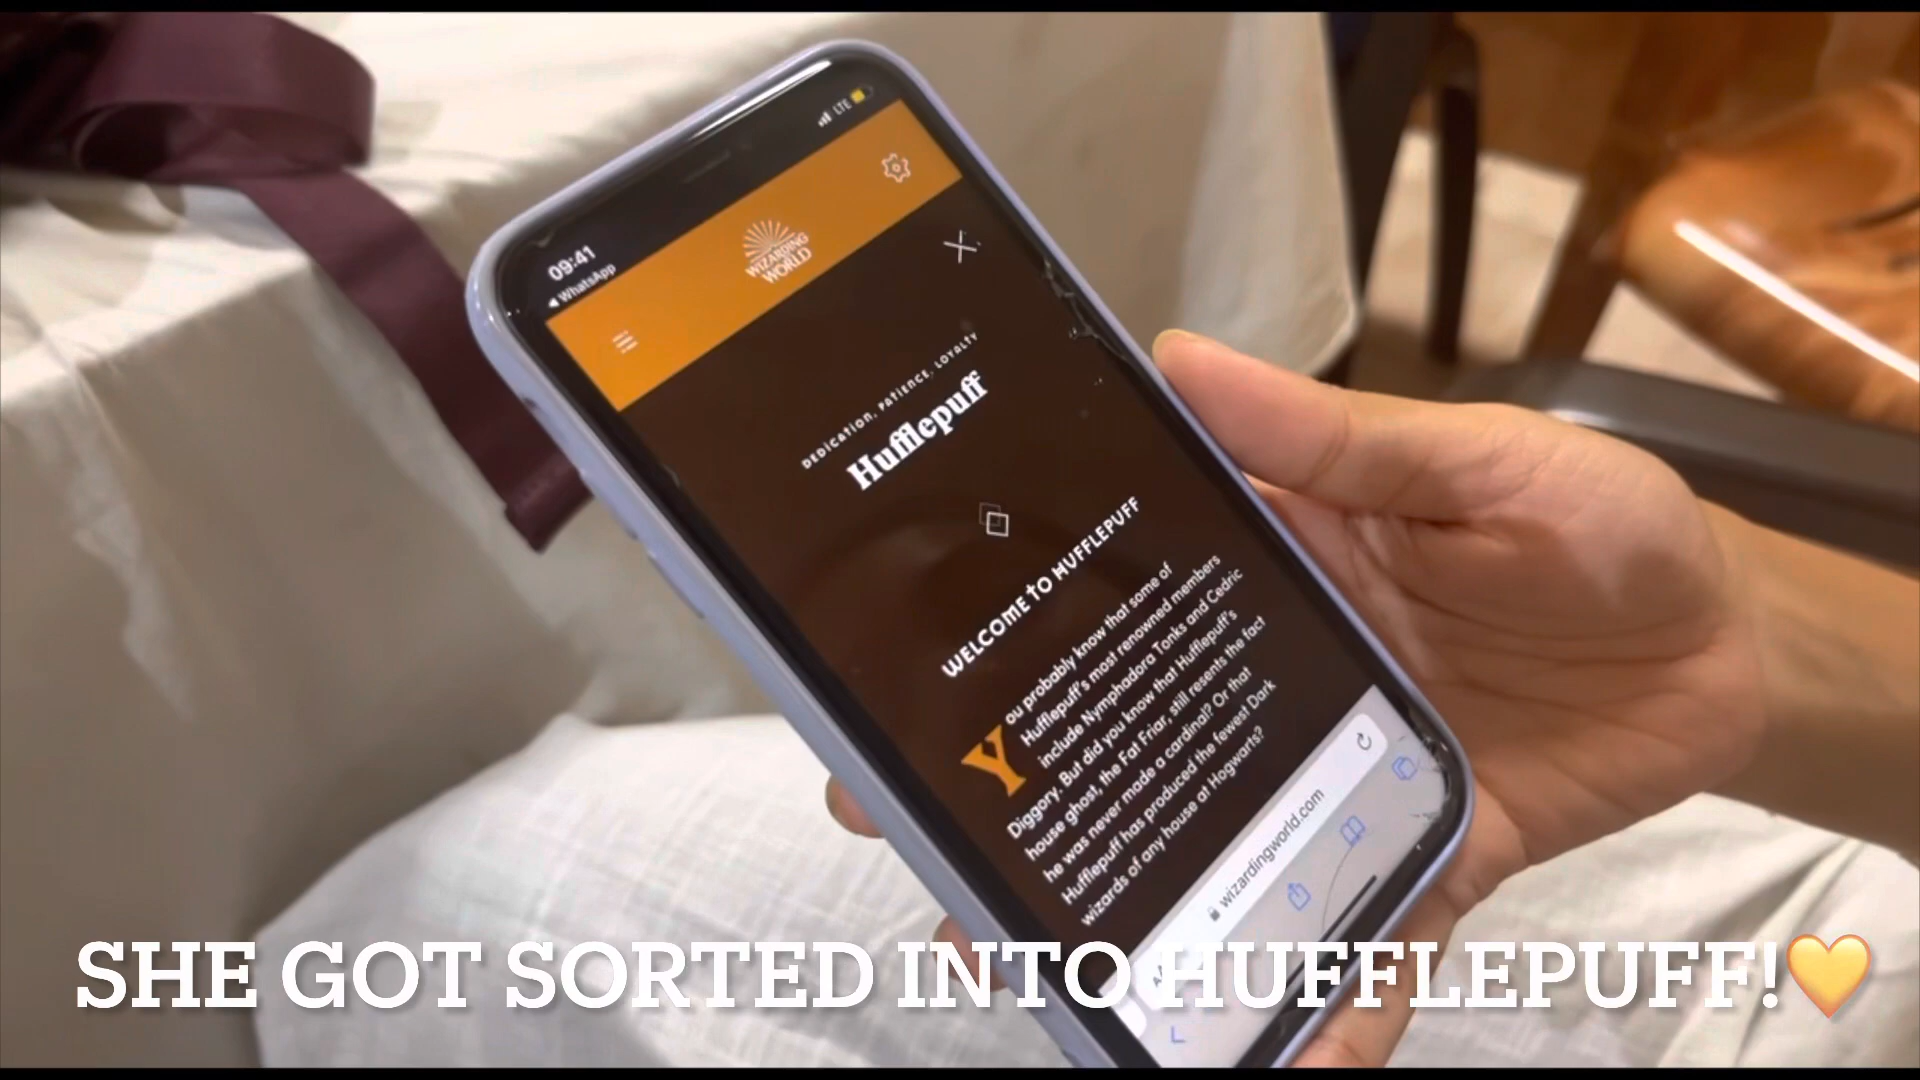 09:41
LTE
◀ WhatsApp
WIZARDING
WORLD
DEDICATION, PATIENCE, LOYALTY
Hufflepuff
WELCOME TO HUFFLEPUFF
You probably know that some of
Hufflepuff's most renowned members
include Nymphadora Tonks and Cedric
Diggory. But did you know that Hufflepuff's
house ghost, the Fat Friar, still resents the fact
he was never made a cardinal? Or that
Hufflepuff has produced the fewest Dark
wizards of any house at Hogwarts?
wizardingworld.com
SHE GOT SORTED INTO HUFFLEPUFF!💛